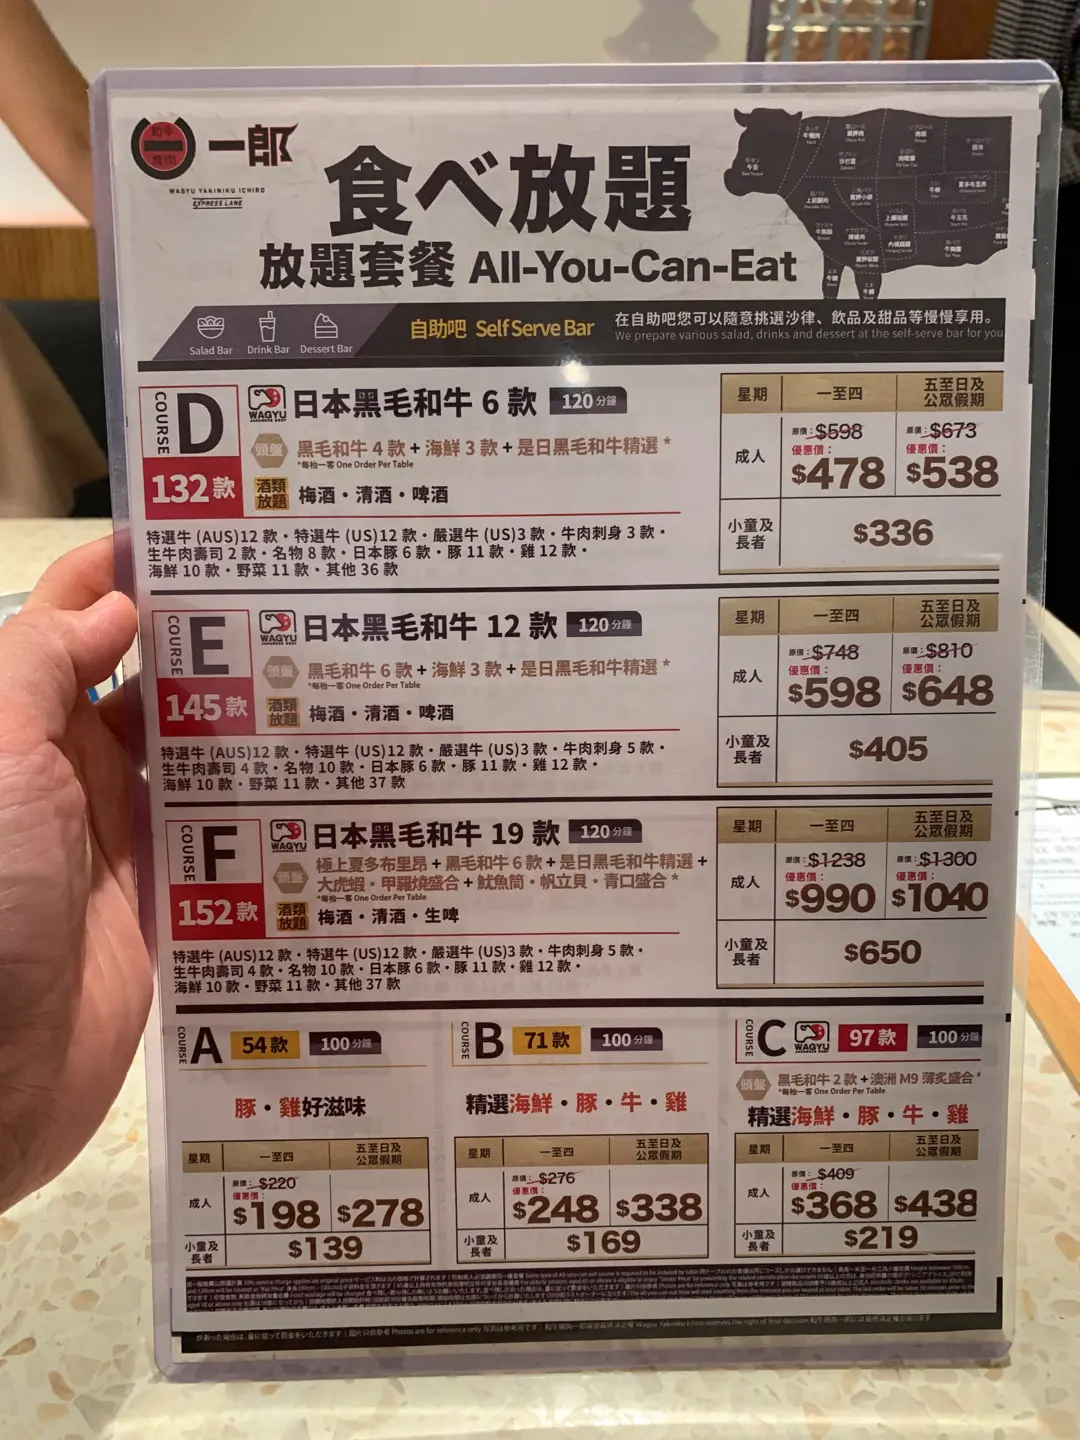 和牛
一
焼肉
一郎
WAGYU YAKINIKU ICHIRO
EXPRESS LANE
食べ放題
放題套餐 All-You-Can-Eat
Salad Bar
Drink Bar
Dessert Bar
自助吧 Self Serve Bar
在自助吧您可以隨意挑選沙律、飲品及甜品等慢慢享用。
We prepare various salad, drinks and dessert at the self-serve bar for you
COURSE D
132款
WAGYU
日本黑毛和牛 6 款 120分鐘
頭盤 黑毛和牛 4 款 + 海鮮 3 款 + 是日黑毛和牛精選 *
*每枱一客 One Order Per Table
酒類放題 梅酒・清酒・啤酒
特選牛 (AUS)12 款・特選牛 (US)12 款・嚴選牛 (US)3 款・牛肉刺身 3 款・
生牛肉壽司 2 款・名物 8 款・日本豚 6 款・豚 11 款・雞 12 款・
海鮮 10 款・野菜 11 款・其他 36 款
星期 一至四 五至日及公眾假期
成人 原價：$598 優惠價：$478 原價：$673 優惠價：$538
小童及長者 $336
COURSE E
145款
WAGYU
日本黑毛和牛 12 款 120分鐘
頭盤 黑毛和牛 6 款 + 海鮮 3 款 + 是日黑毛和牛精選 *
*每枱一客 One Order Per Table
酒類放題 梅酒・清酒・啤酒
特選牛 (AUS)12 款・特選牛 (US)12 款・嚴選牛 (US)3 款・牛肉刺身 5 款・
生牛肉壽司 4 款・名物 10 款・日本豚 6 款・豚 11 款・雞 12 款・
海鮮 10 款・野菜 11 款・其他 37 款
星期 一至四 五至日及公眾假期
成人 原價：$748 優惠價：$598 原價：$810 優惠價：$648
小童及長者 $405
COURSE F
152款
WAGYU
日本黑毛和牛 19 款 120分鐘
頭盤 極上夏多布里昂 + 黑毛和牛 6 款 + 是日黑毛和牛精選 +
大虎蝦・甲羅燒盛合 + 魷魚筒・帆立貝・青口盛合 *
*每枱一客 One Order Per Table
酒類放題 梅酒・清酒・生啤
特選牛 (AUS)12 款・特選牛 (US)12 款・嚴選牛 (US)3 款・牛肉刺身 5 款・
生牛肉壽司 4 款・名物 10 款・日本豚 6 款・豚 11 款・雞 12 款・
海鮮 10 款・野菜 11 款・其他 37 款
星期 一至四 五至日及公眾假期
成人 原價：$1238 優惠價：$990 原價：$1300 優惠價：$1040
小童及長者 $650
COURSE A 54款 100分鐘
豚・雞好滋味
星期 一至四 五至日及公眾假期
成人 原價：$220 優惠價：$198 $278
小童及長者 $139
COURSE B 71款 100分鐘
精選海鮮・豚・牛・雞
星期 一至四 五至日及公眾假期
成人 原價：$276 優惠價：$248 $338
小童及長者 $169
COURSE C WAGYU 97款 100分鐘
頭盤 黑毛和牛 2 款 + 澳洲 M9 薄炙盛合 *
*每枱一客 One Order Per Table
精選海鮮・豚・牛・雞
星期 一至四 五至日及公眾假期
成人 原價：$409 優惠價：$368 $438
小童及長者 $219
Photos are for reference only
Wagyu Yakiniku Ichiro reserves the right of final decision